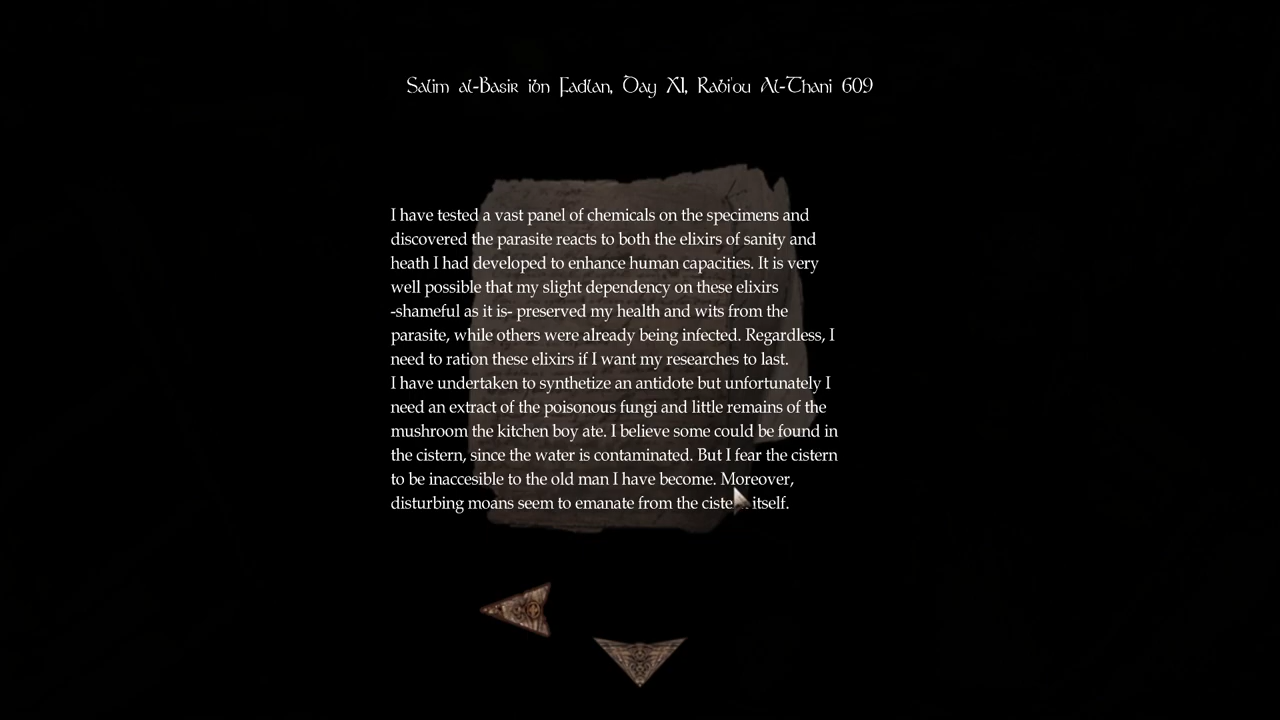 Salim al-Basir ibn Fadlan, Day XI, Rabi'ou Al-Thani 609
I have tested a vast panel of chemicals on the specimens and
discovered the parasite reacts to both the elixirs of sanity and
heath I had developed to enhance human capacities. It is very
well possible that my slight dependency on these elixirs
-shameful as it is- preserved my health and wits from the
parasite, while others were already being infected. Regardless, I
need to ration these elixirs if I want my researches to last.
I have undertaken to synthetize an antidote but unfortunately I
need an extract of the poisonous fungi and little remains of the
mushroom the kitchen boy ate. I believe some could be found in
the cistern, since the water is contaminated. But I fear the cistern
to be inaccesible to the old man I have become. Moreover,
disturbing moans seem to emanate from the cistern itself.